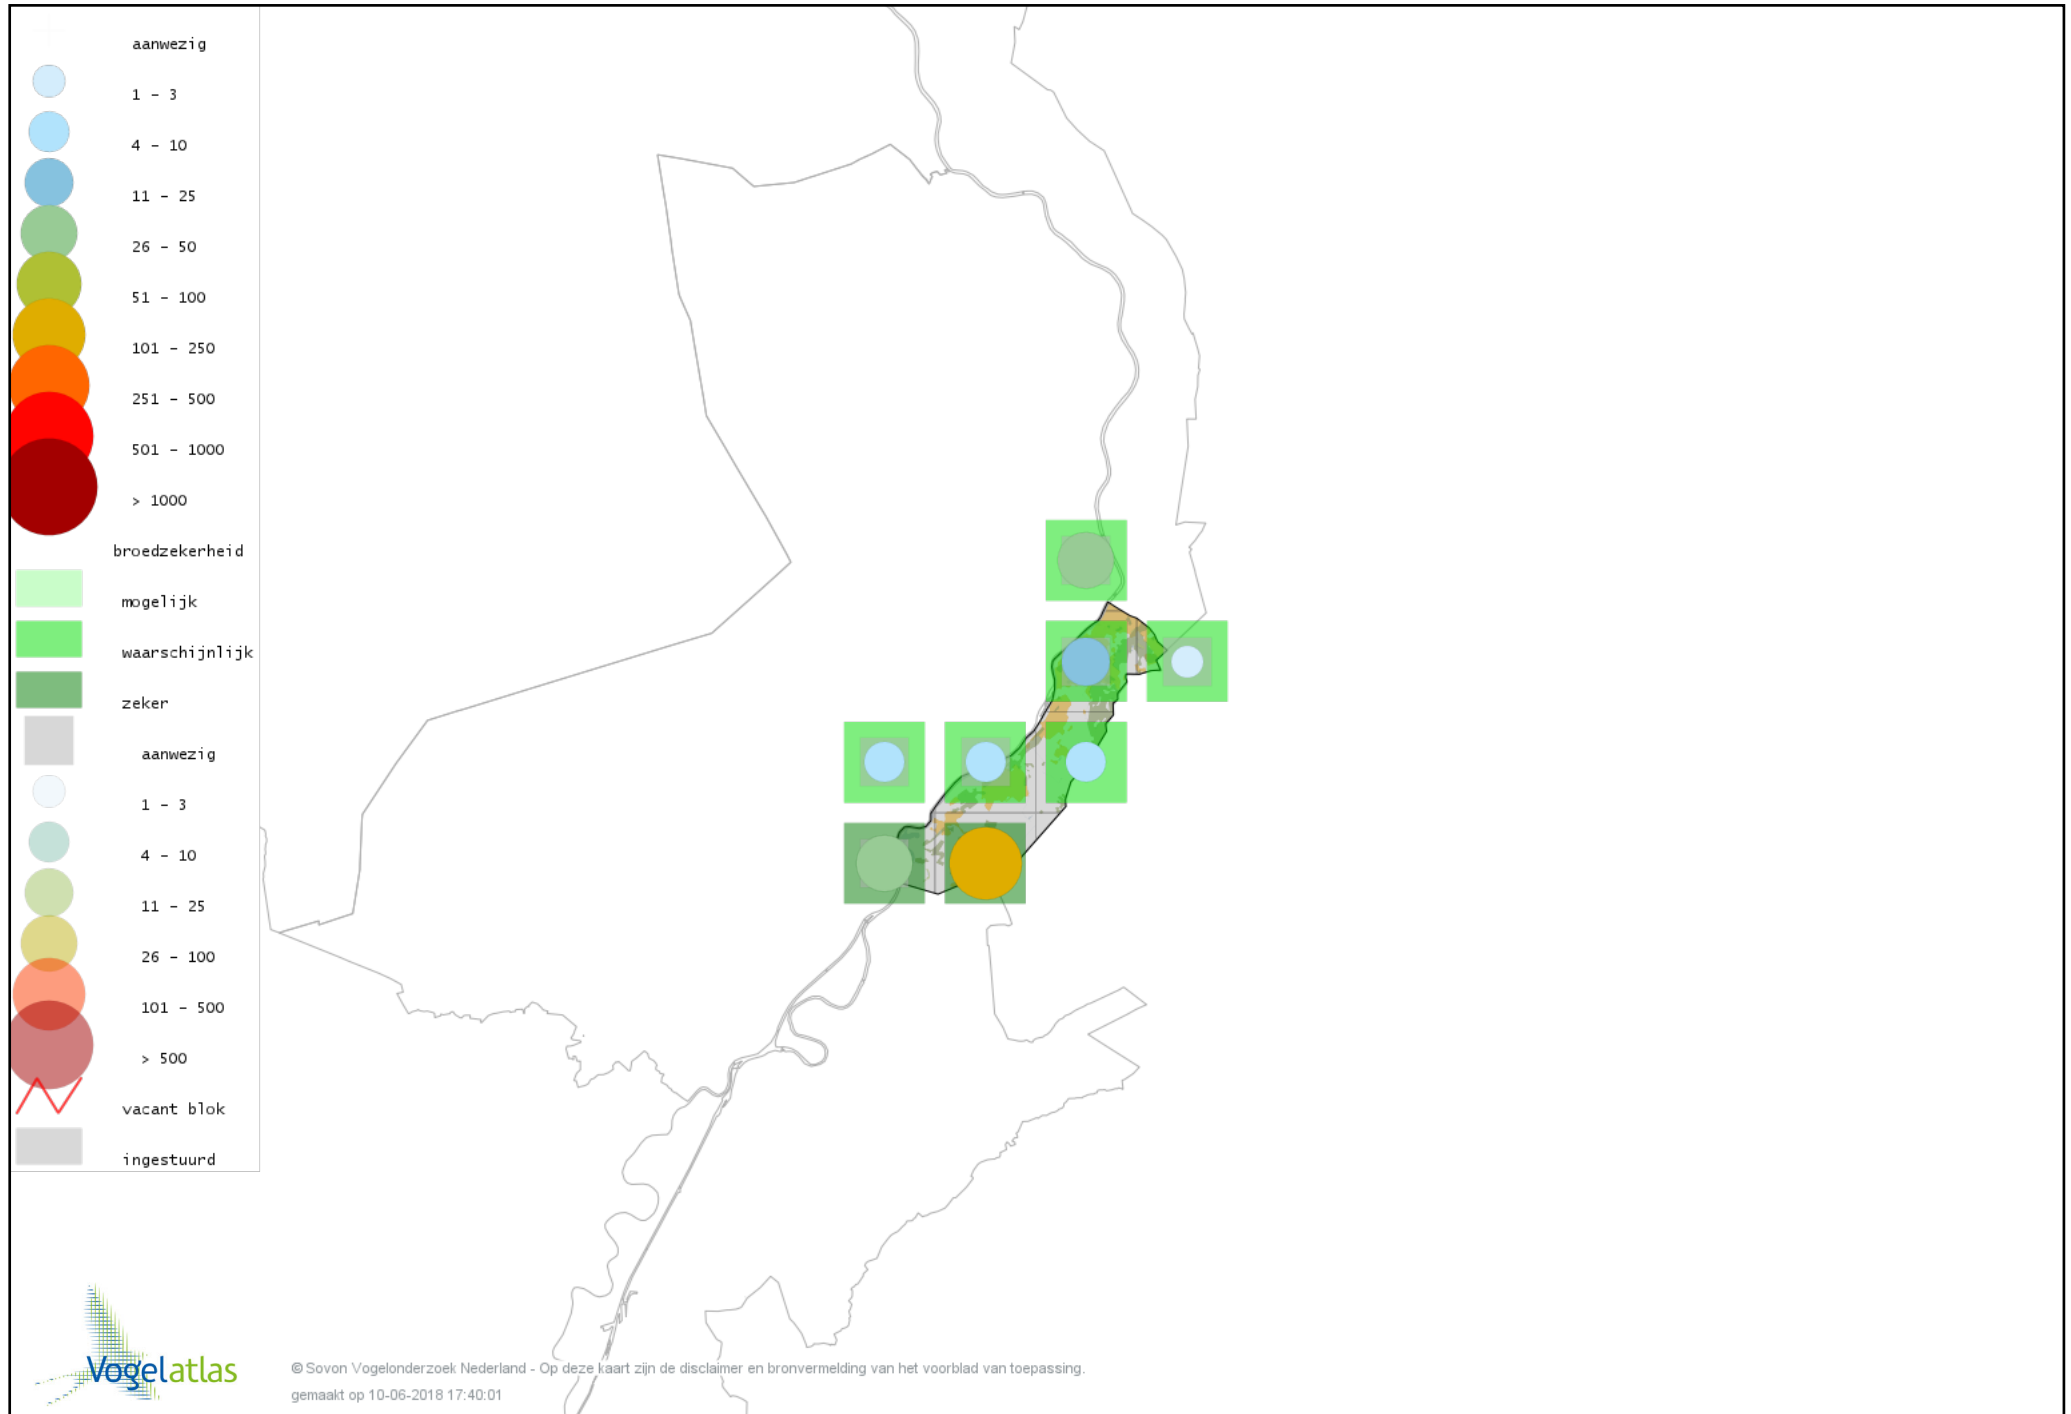 aanwezig
1 - 3
4 - 10
11 - 25
26 - 50
51 - 100
101 - 250
251 - 500
501 - 1000
> 1000
broedzekerheid
mogelijk
waarschijnlijk
zeker
aanwezig
1 - 3
4 - 10
11 - 25
26 - 100
101 - 500
> 500
vacant blok
ingestuurd
Vogelatlas
© Sovon Vogelonderzoek Nederland - Op deze kaart zijn de disclaimer en bronvermelding van het voorblad van toepassing.
gemaakt op 10-06-2018 17:40:01